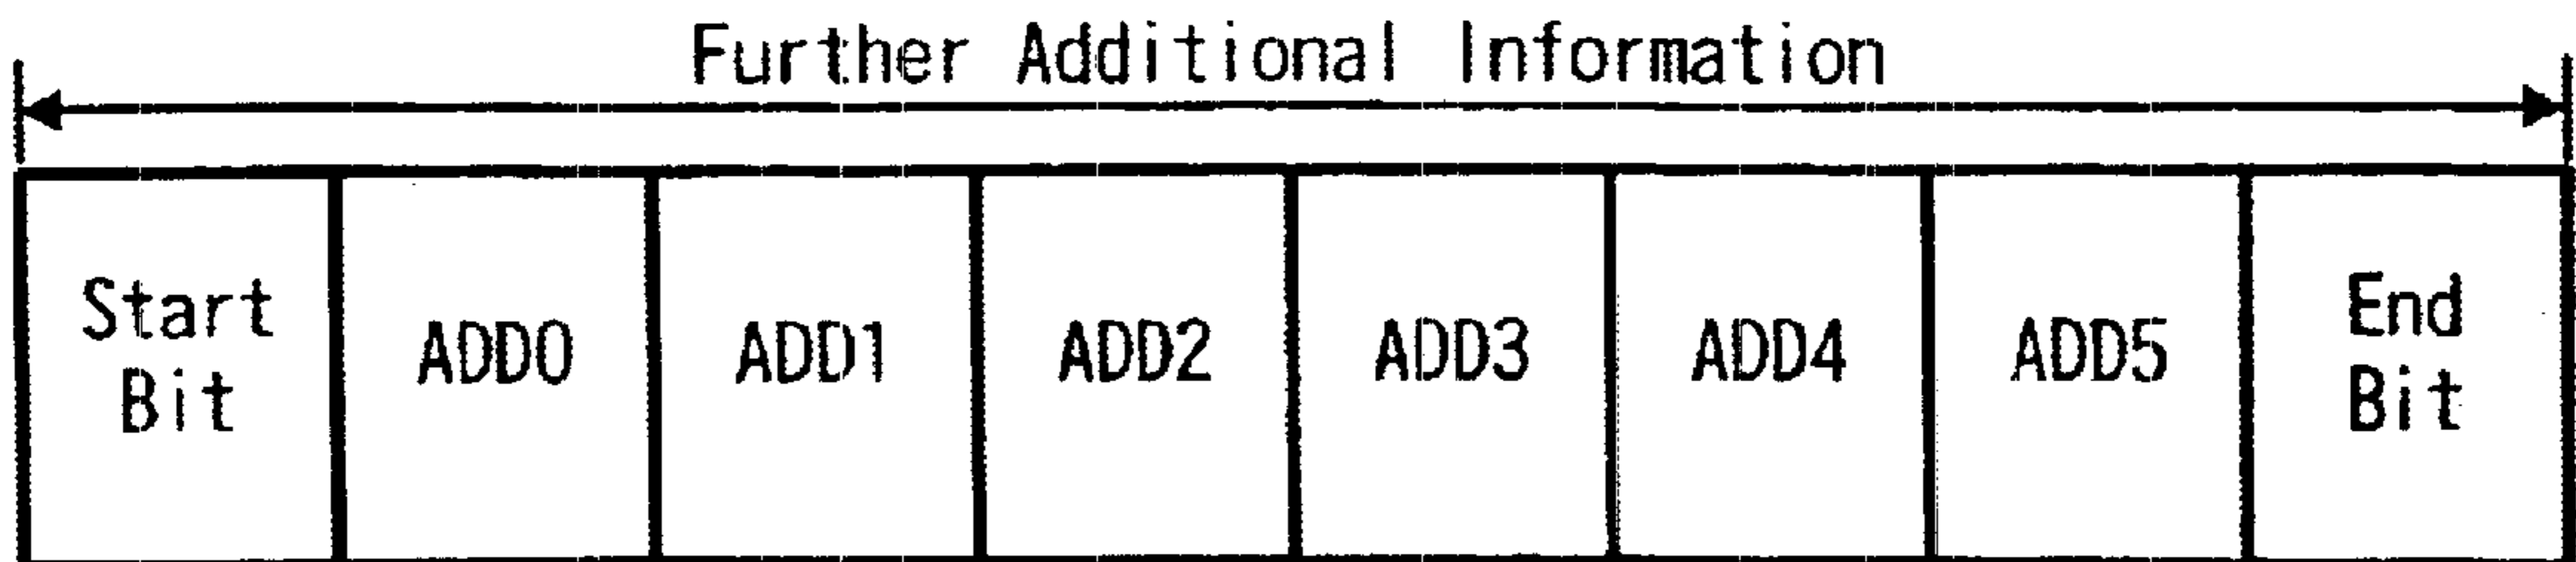 Further Additional Information
Start
Bit
ADD0
ADD1
ADD2
ADD3
ADD4
ADD5
End
Bit